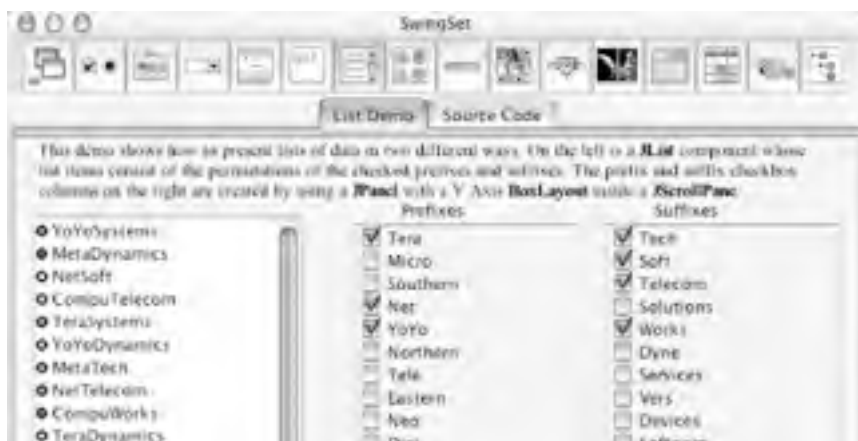 SwingSet
List Demo
Source Code
This demo shows how to present lists of data in two different ways. On the left is a JList component whose
list items consist of the permutations of the checked prefixes and suffixes. The prefix and suffix checkbox
columns on the right are created by using a JPanel with a Y Axis BoxLayout inside a JScrollPane
Prefixes
Suffixes
YoYoSystems
MetaDynamics
NetSoft
CompuTelecom
TeraSystems
YoYoDynamics
MetaTech
NetTelecom
CompuWorks
TeraDynamics
Tera
Micro
Southern
Net
YoYo
Northern
Tele
Eastern
Neo
Tech
Soft
Telecom
Solutions
Works
Dyne
Services
Vers
Devices